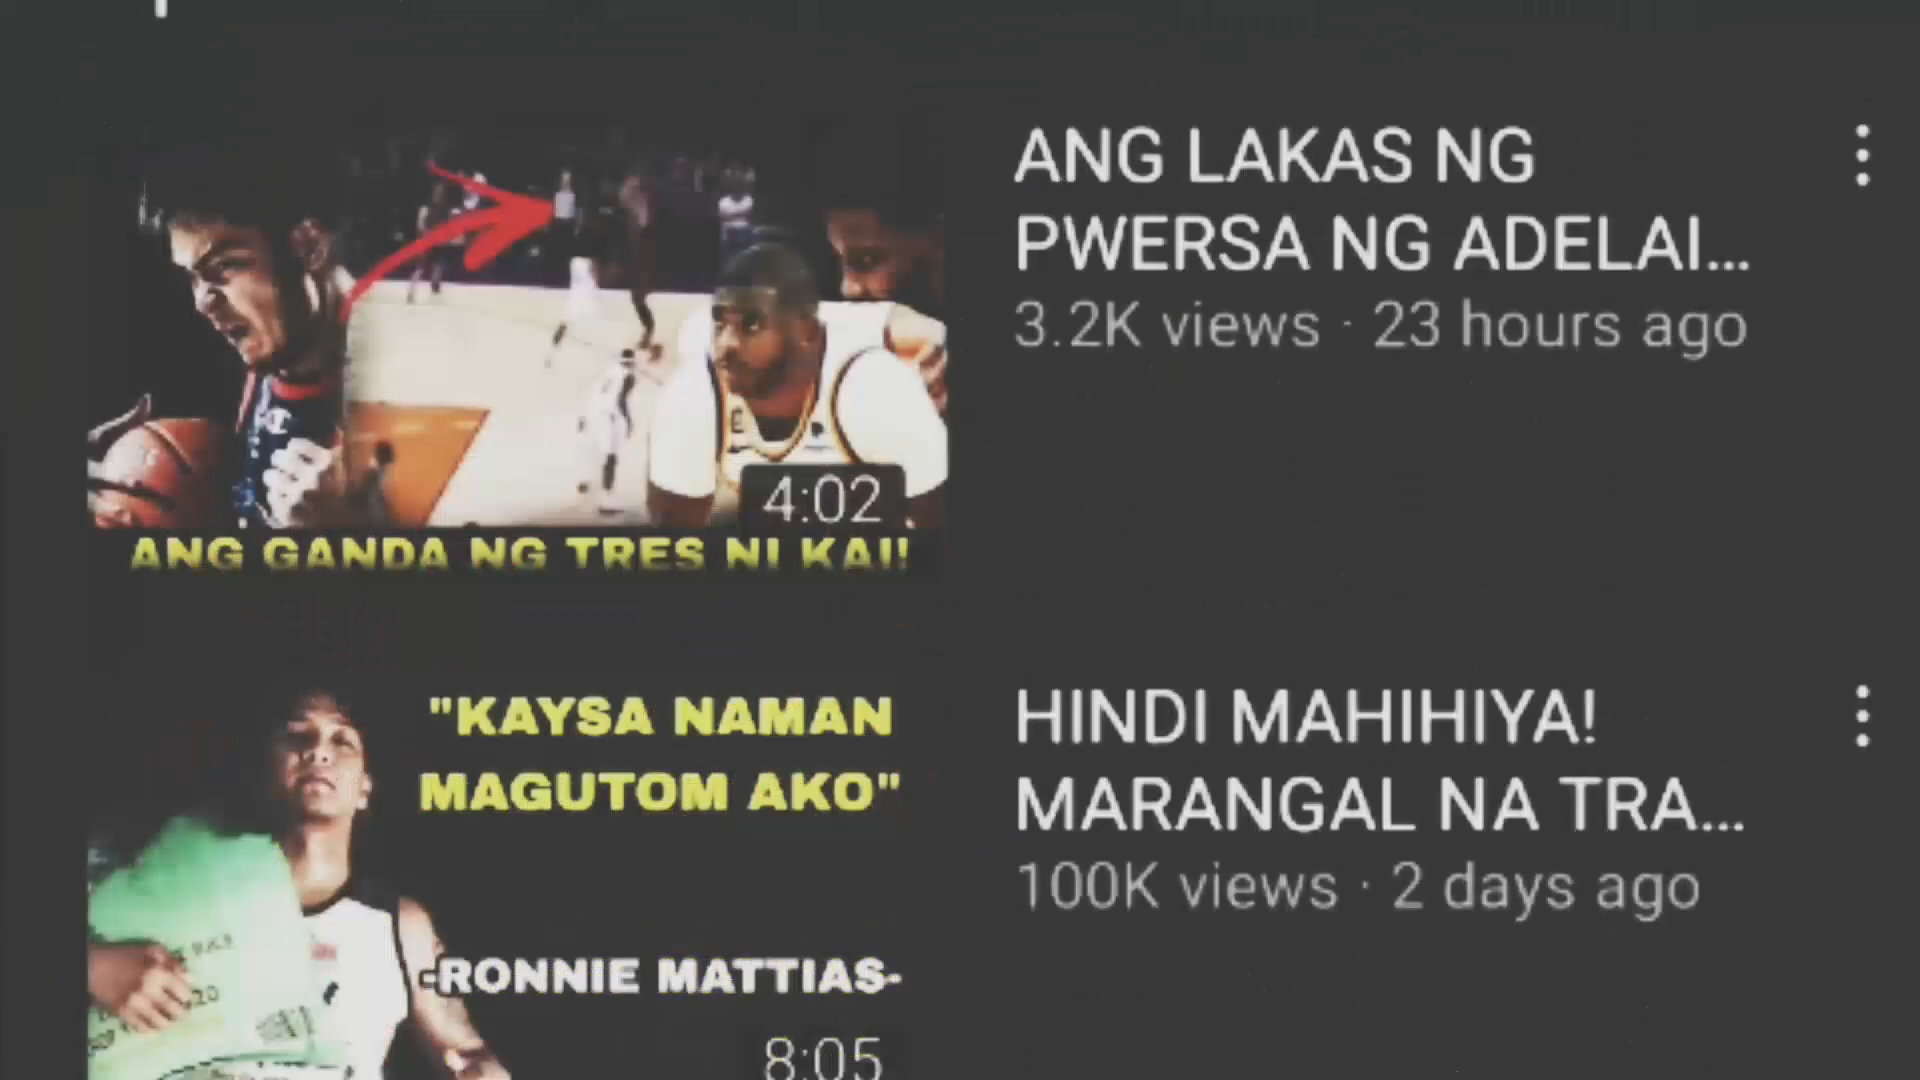 ANG LAKAS NG
PWERSA NG ADELAI...
3.2K views · 23 hours ago
4:02
ANG GANDA NG TRES NI KAI!
"KAYSA NAMAN
MAGUTOM AKO"
-RONNIE MATTIAS-
8:05
HINDI MAHIHIYA!
MARANGAL NA TRA...
100K views · 2 days ago